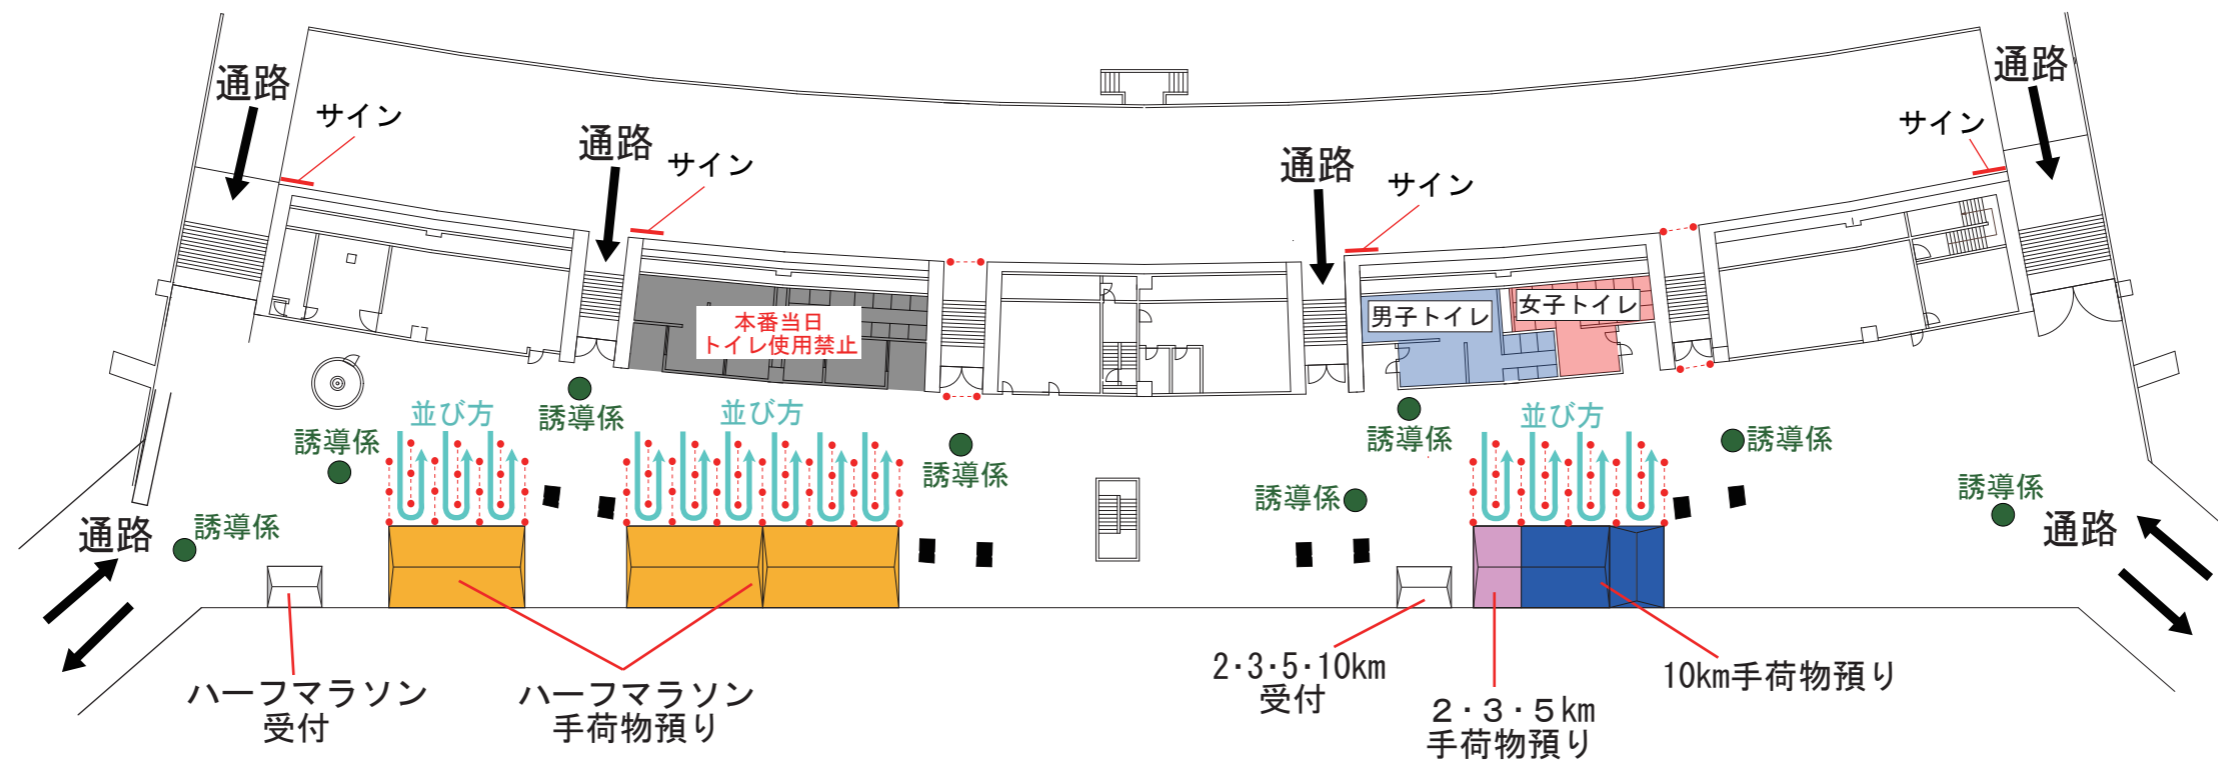 通路
サイン
通路
サイン
通路
サイン
サイン
通路
本番当日
トイレ使用禁止
男子トイレ
女子トイレ
並び方
誘導係
並び方
誘導係
誘導係
誘導係
並び方
誘導係
誘導係
誘導係
誘導係
誘導係
通路
通路
ハーフマラソン
受付
ハーフマラソン
手荷物預り
2・3・5・10km
受付
２・３・５km
手荷物預り
10km手荷物預り